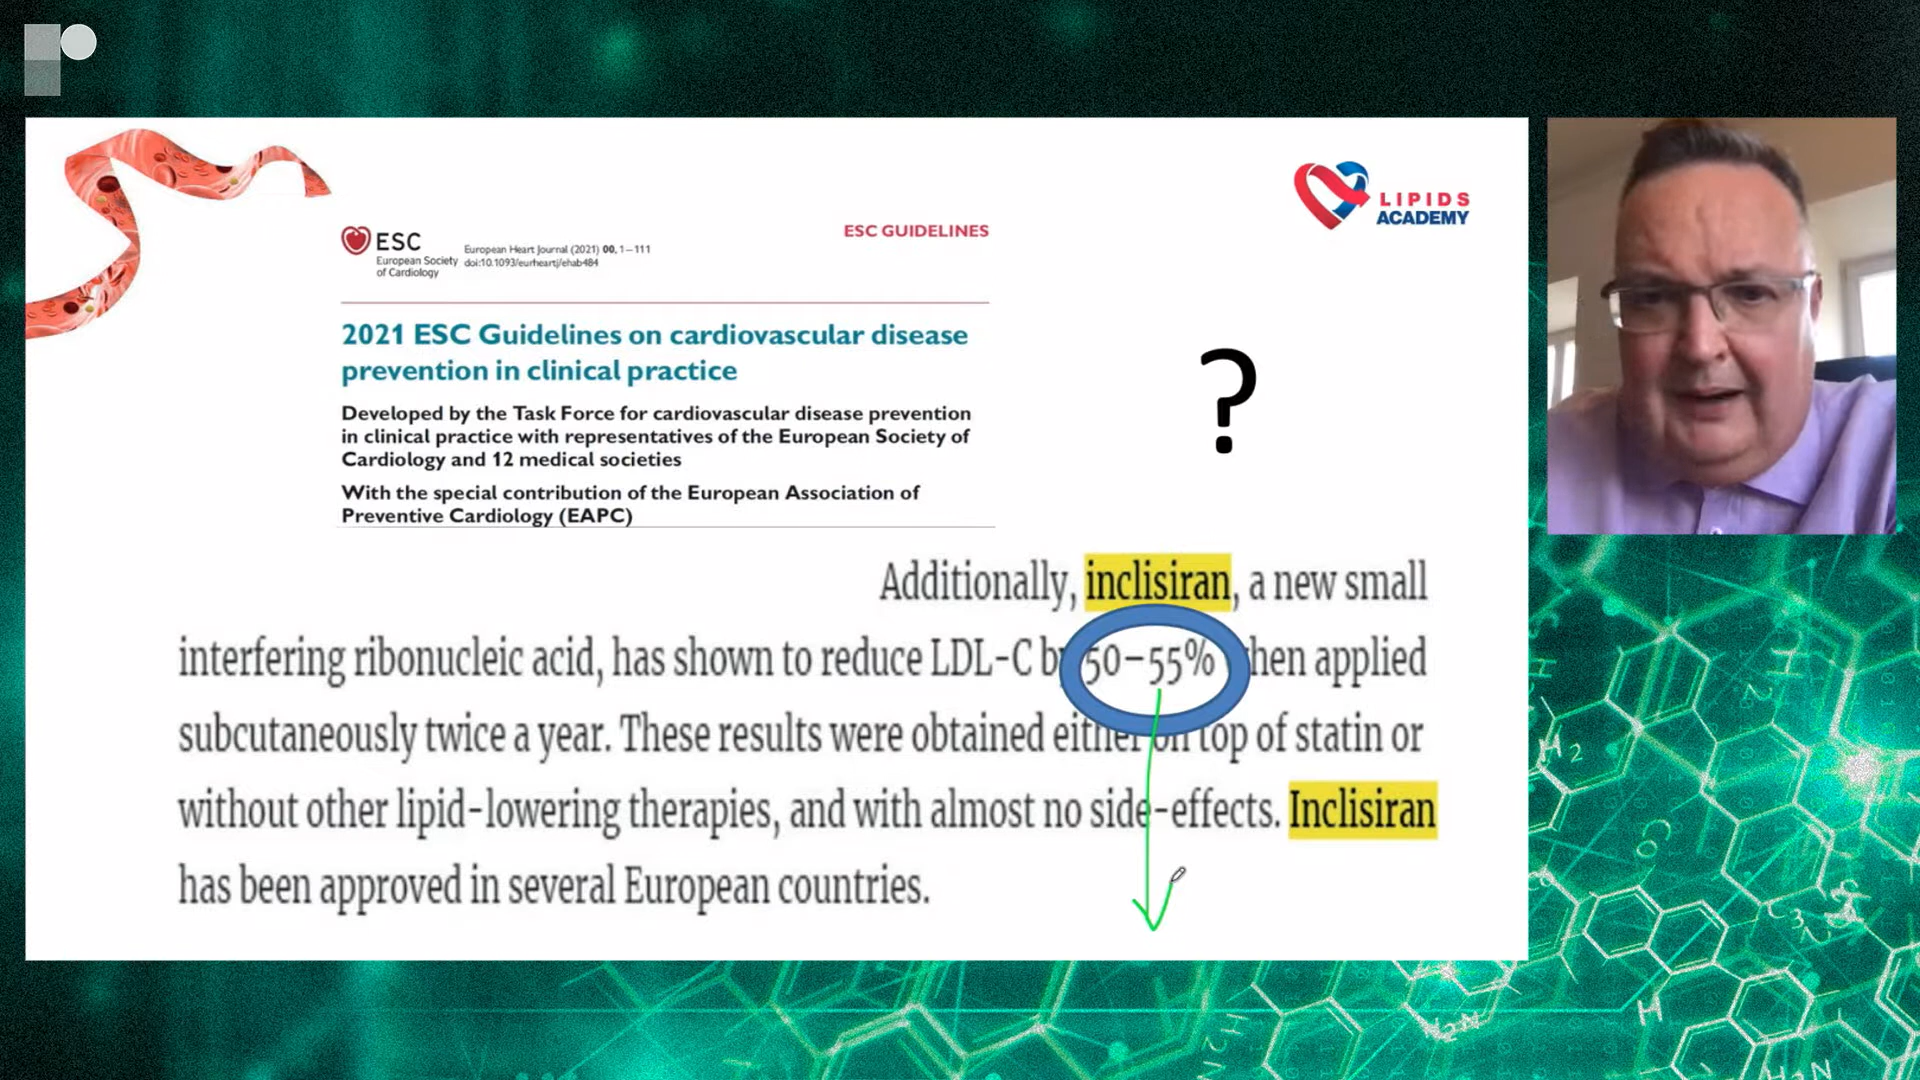 LIPIDS
ACADEMY
ESC
European Society
of Cardiology
European Heart Journal (2021) 00, 1–111
doi:10.1093/eurheartj/ehab484
ESC GUIDELINES
2021 ESC Guidelines on cardiovascular disease
prevention in clinical practice
Developed by the Task Force for cardiovascular disease prevention
in clinical practice with representatives of the European Society of
Cardiology and 12 medical societies
With the special contribution of the European Association of
Preventive Cardiology (EAPC)
?
Additionally, inclisiran, a new small
interfering ribonucleic acid, has shown to reduce LDL-C 50–55% applied
subcutaneously twice a year. These results were obtained either on top of statin or
without other lipid-lowering therapies, and with almost no side-effects. Inclisiran
has been approved in several European countries.